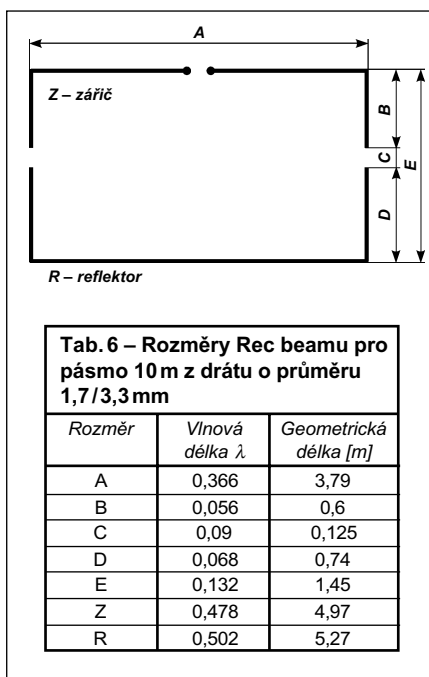 A
Z – zářič
B
C
E
D
R – reflektor
Tab. 6 – Rozměry Rec beamu pro
pásmo 10 m z drátu o průměru
1,7/3,3 mm
Rozměr Vlnová délka λ Geometrická délka [m]
A 0,366 3,79
B 0,056 0,6
C 0,09 0,125
D 0,068 0,74
E 0,132 1,45
Z 0,478 4,97
R 0,502 5,27